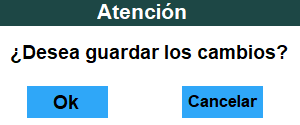 Atención
¿Desea guardar los cambios?
Ok
Cancelar